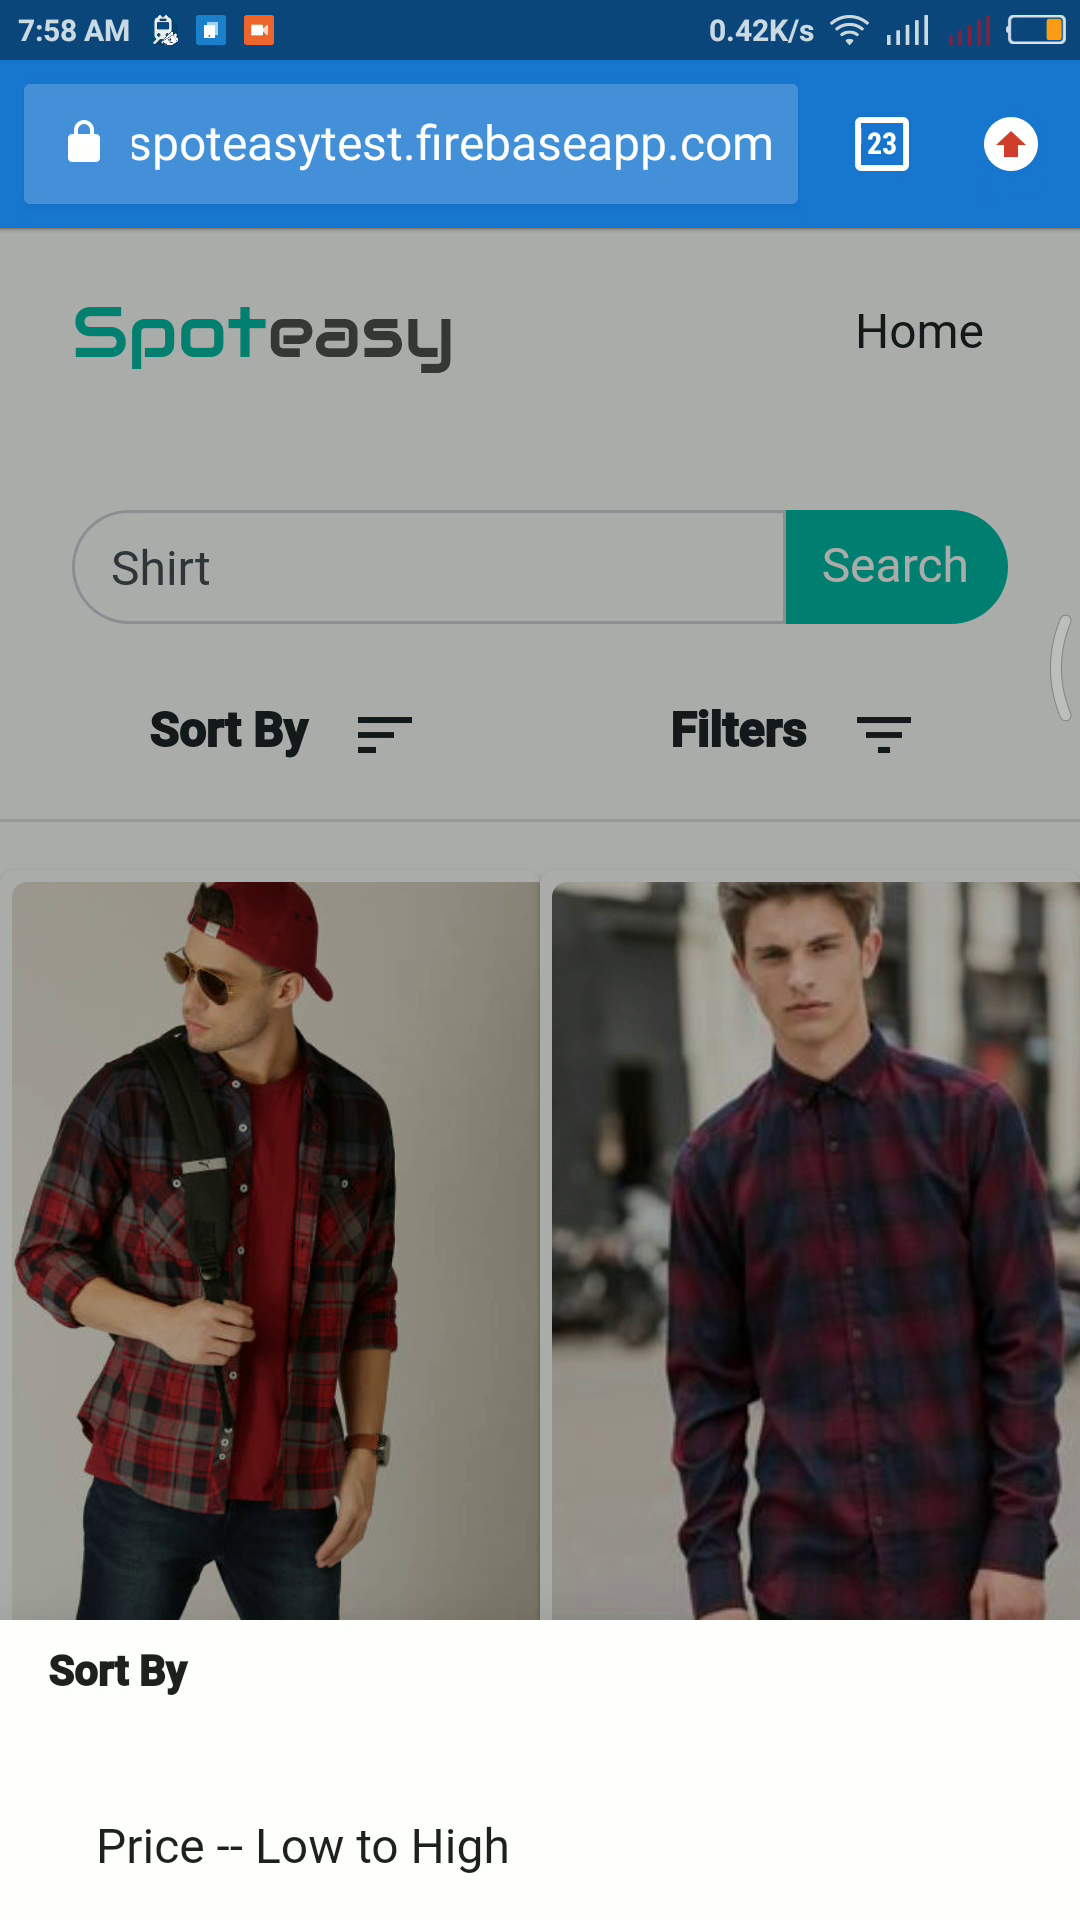 7:58 AM 0.42K/s
spoteasytest.firebaseapp.com 23
Spoteasy Home
Shirt Search
Sort By Filters
Sort By
Price -- Low to High